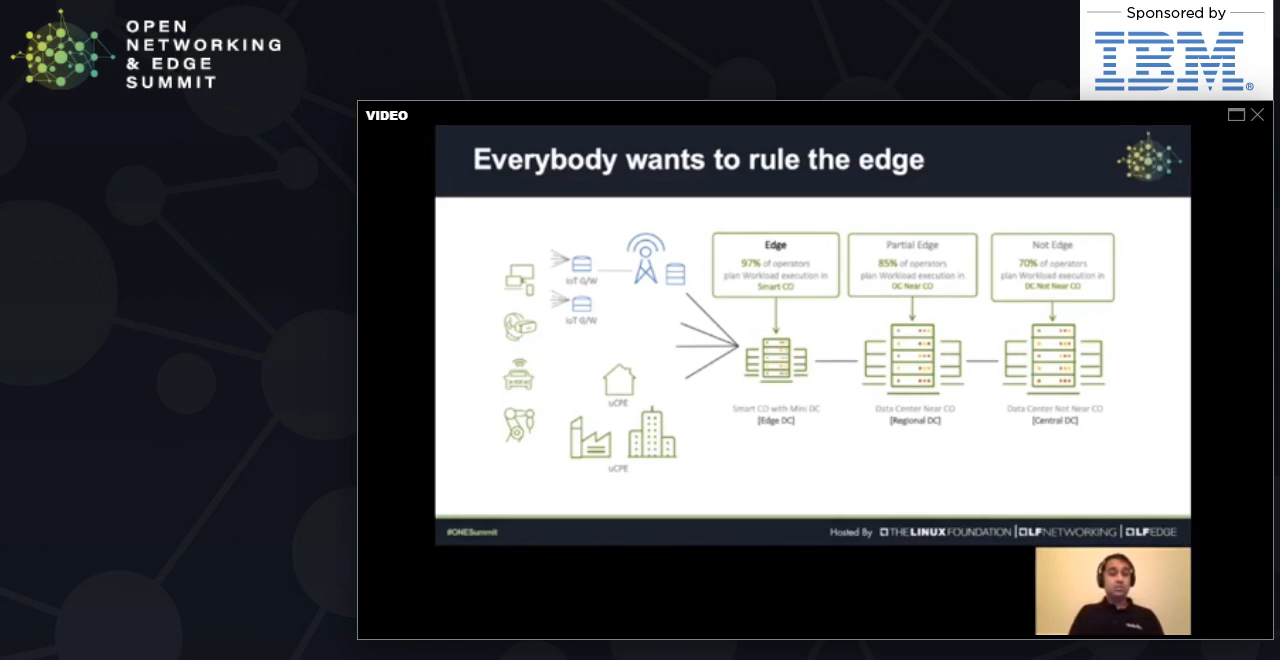 OPEN
NETWORKING
& EDGE
SUMMIT
Sponsored by
IBM®
VIDEO
Everybody wants to rule the edge
IoT G/W
IoT G/W
uCPE
uCPE
Edge
97% of operators
plan Workload execution in
Smart CO
Partial Edge
85% of operators
plan Workload execution in
DC Near CO
Not Edge
70% of operators
plan Workload execution in
DC Not Near CO
Smart CO with Mini DC
[Edge DC]
Data Center Near CO
[Regional DC]
Data Center Not Near CO
[Central DC]
#ONESummit
Hosted By THE LINUX FOUNDATION | LF NETWORKING | LF EDGE